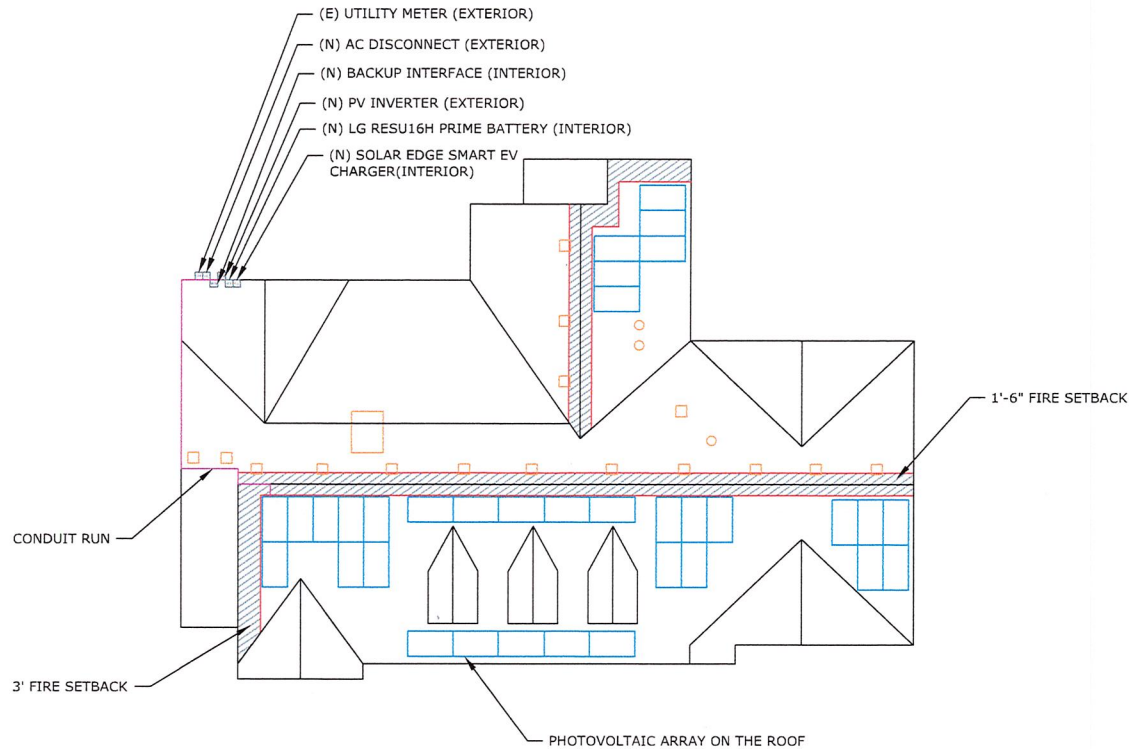 (E) UTILITY METER (EXTERIOR)
(N) AC DISCONNECT (EXTERIOR)
(N) BACKUP INTERFACE (INTERIOR)
(N) PV INVERTER (EXTERIOR)
(N) LG RESU16H PRIME BATTERY (INTERIOR)
(N) SOLAR EDGE SMART EV
CHARGER(INTERIOR)
1'-6" FIRE SETBACK
CONDUIT RUN
3' FIRE SETBACK
PHOTOVOLTAIC ARRAY ON THE ROOF